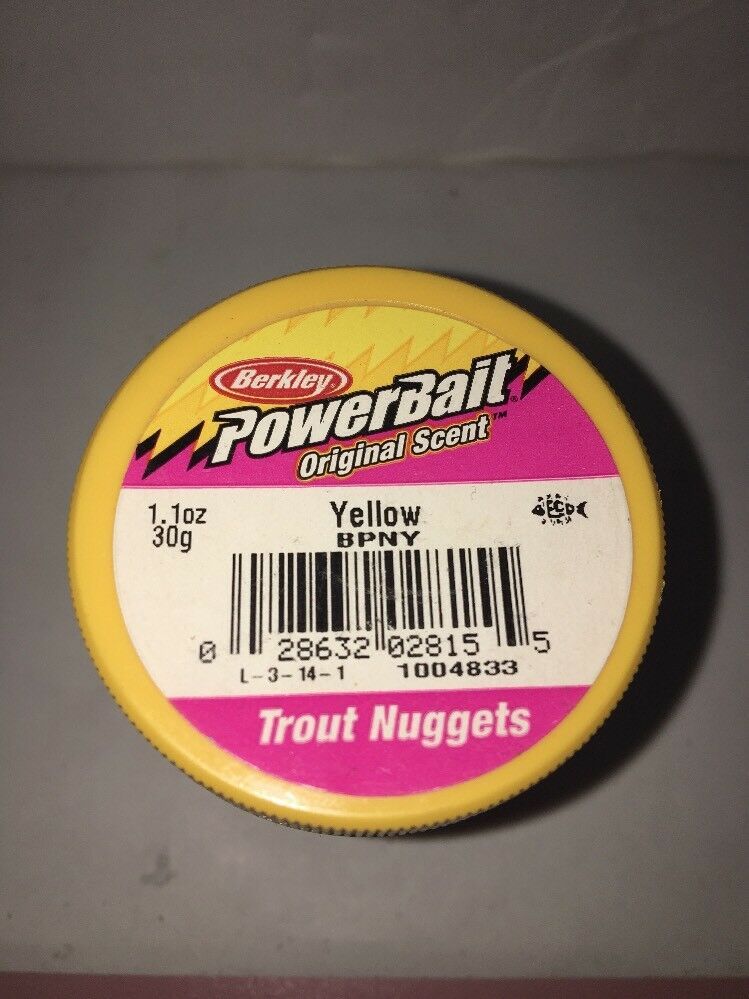 Berkley
PowerBait®
Original Scent™
1.1oz
30g
Yellow
BPNY
ECO
0 28632 02815 5
L-3-14-1 1004833
Trout Nuggets